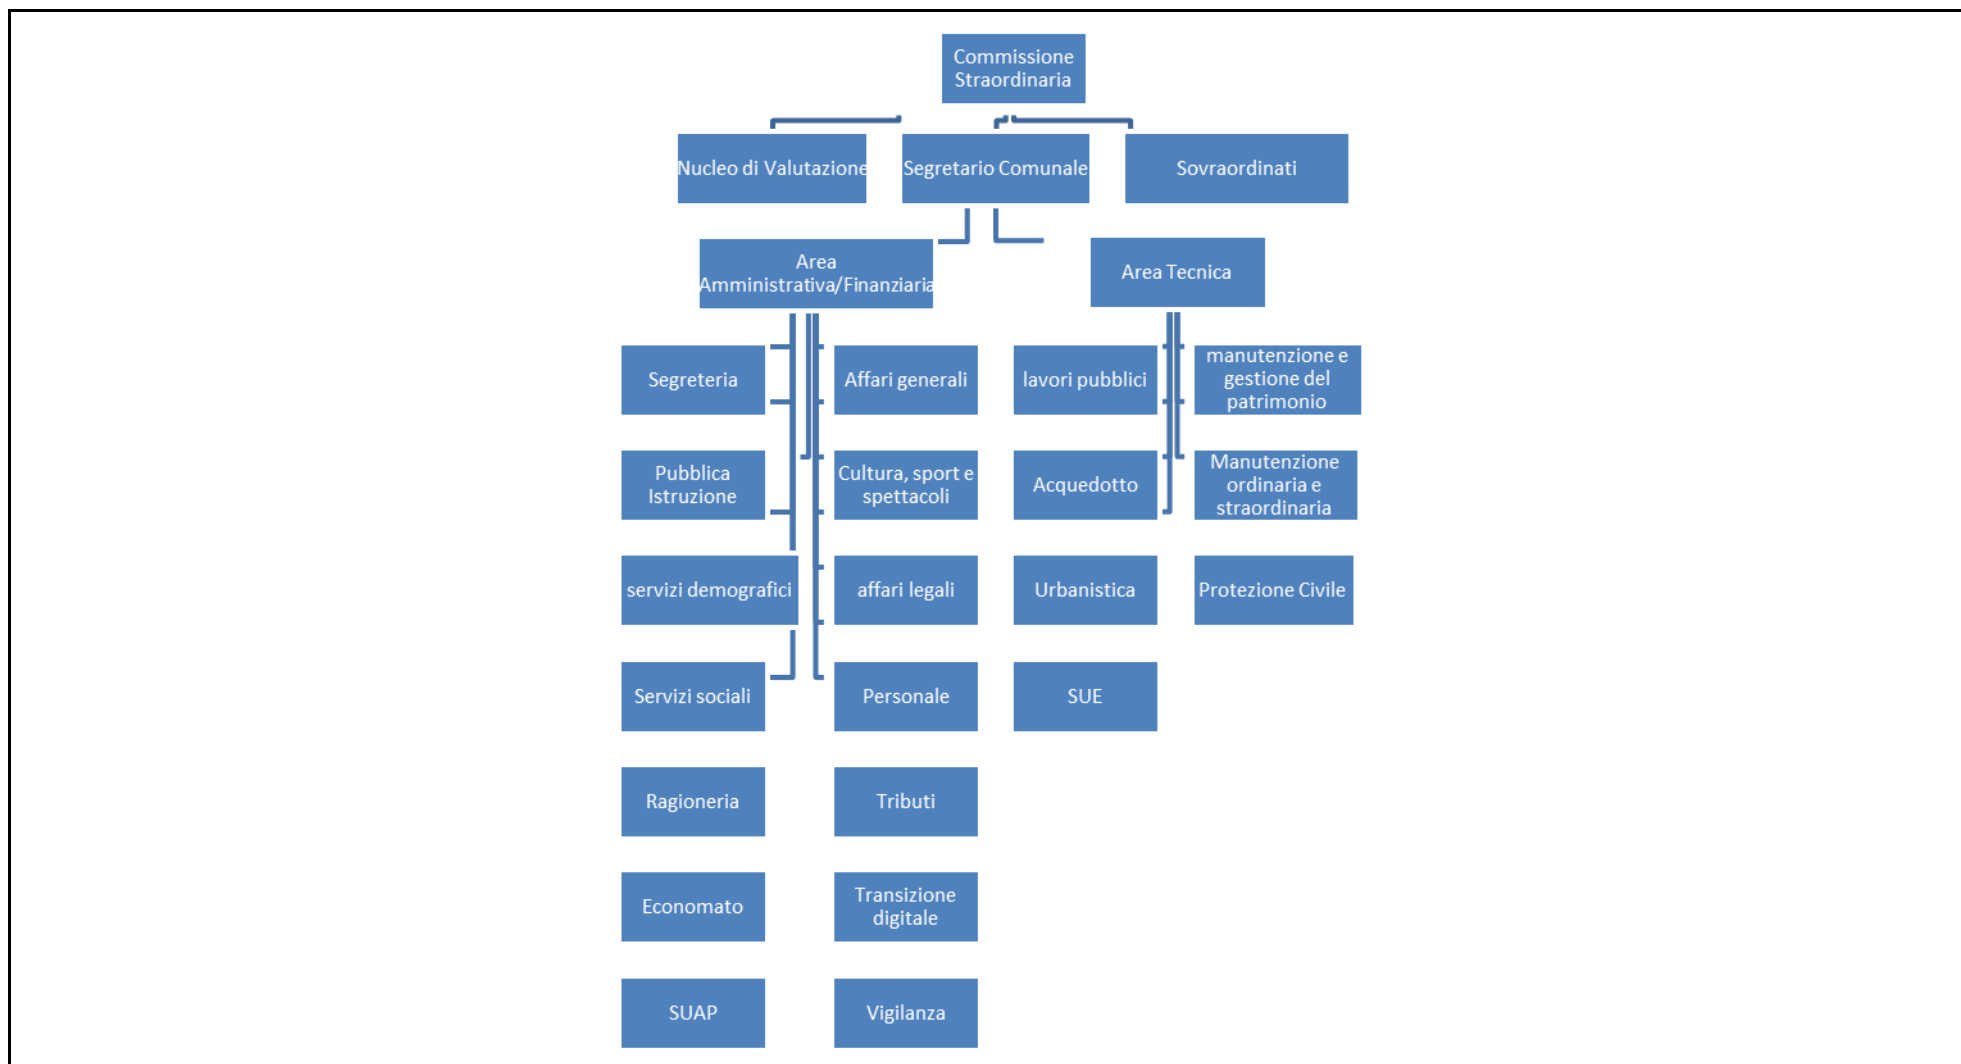 Commissione
Straordinaria
Nucleo di Valutazione
Segretario Comunale
Sovraordinati
Area
Amministrativa/Finanziaria
Area Tecnica
Segreteria
Affari generali
lavori pubblici
manutenzione e
gestione del
patrimonio
Pubblica
Istruzione
Cultura, sport e
spettacoli
Acquedotto
Manutenzione
ordinaria e
straordinaria
servizi demografici
affari legali
Urbanistica
Protezione Civile
Servizi sociali
Personale
SUE
Ragioneria
Tributi
Economato
Transizione
digitale
SUAP
Vigilanza